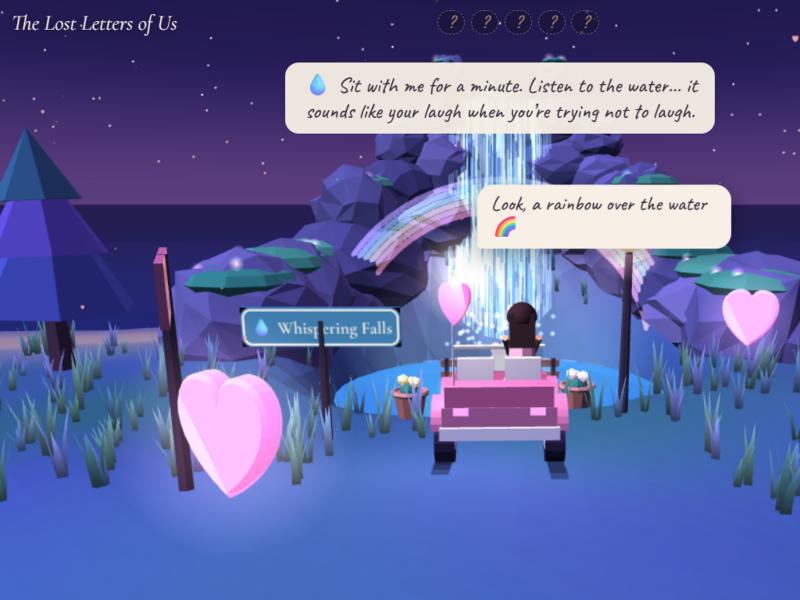 The Lost Letters of Us
? ? ? ? ?
💧 Sit with me for a minute. Listen to the water... it
sounds like your laugh when you're trying not to laugh.
Look, a rainbow over the water
🌈
💧 Whispering Falls